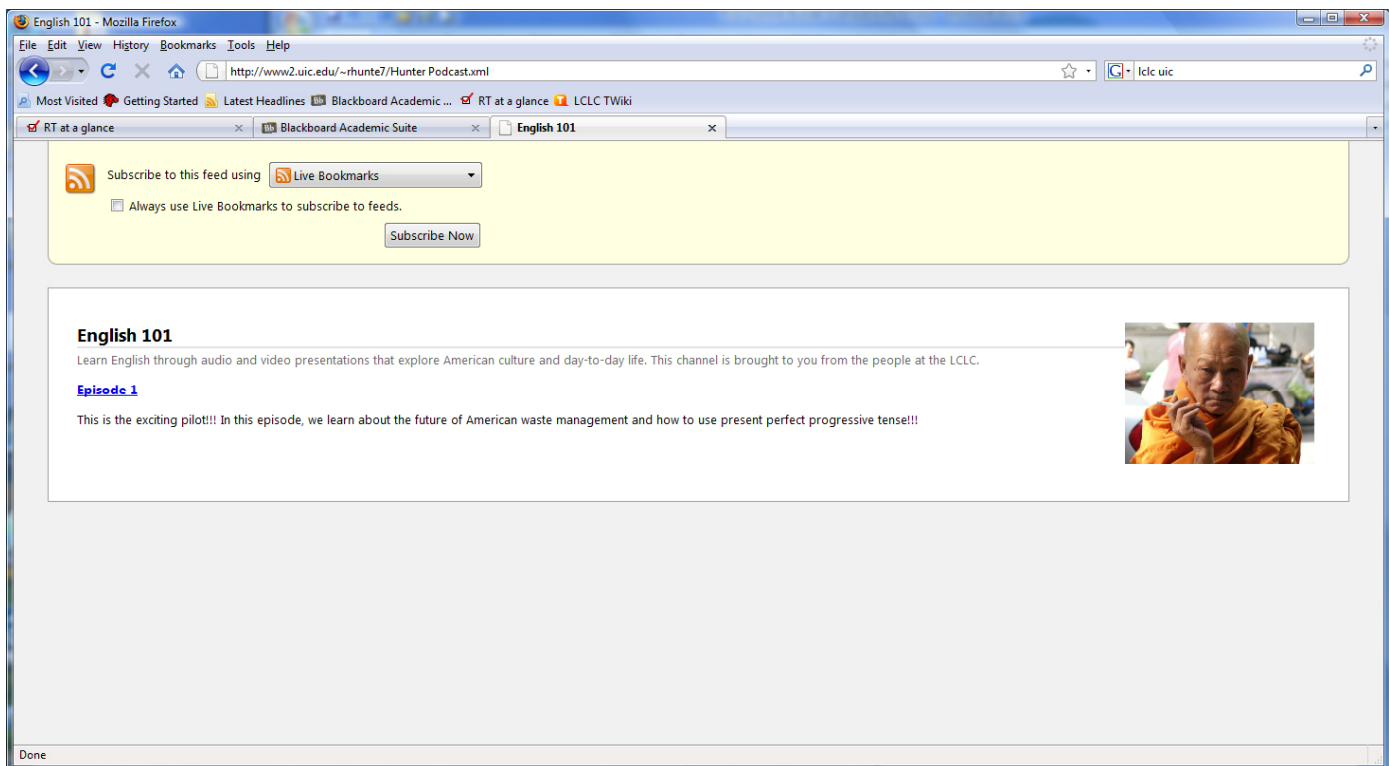 English 101 - Mozilla Firefox
File Edit View History Bookmarks Tools Help
http://www2.uic.edu/~rhunte7/Hunter Podcast.xml
G lclc uic
Most Visited Getting Started Latest Headlines Bb Blackboard Academic ... RT at a glance T LCLC TWiki
RT at a glance Bb Blackboard Academic Suite English 101
Subscribe to this feed using Live Bookmarks
Always use Live Bookmarks to subscribe to feeds.
Subscribe Now
English 101
Learn English through audio and video presentations that explore American culture and day-to-day life. This channel is brought to you from the people at the LCLC.
Episode 1
This is the exciting pilot!!! In this episode, we learn about the future of American waste management and how to use present perfect progressive tense!!!
Done